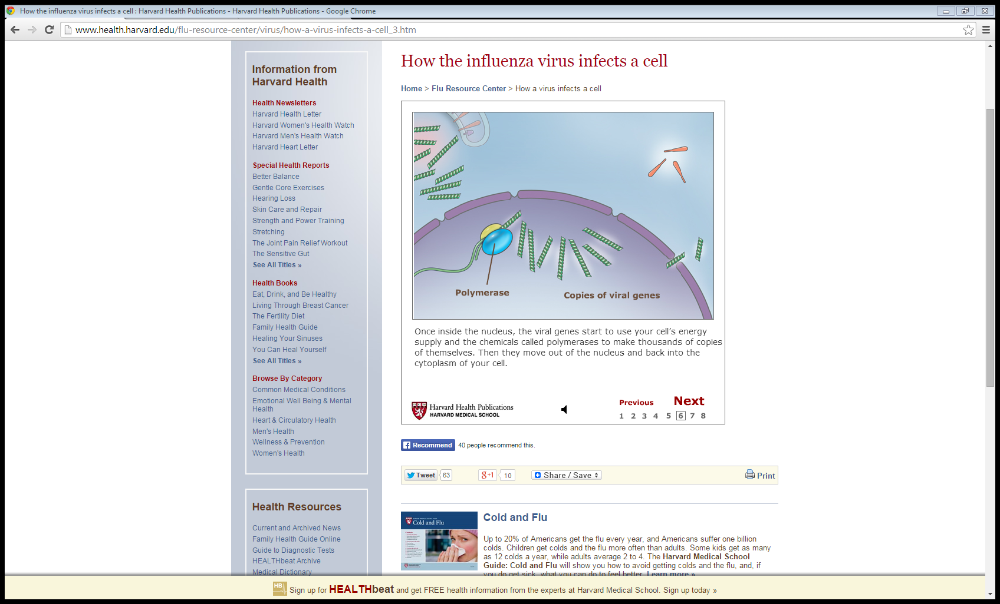 How the influenza virus infects a cell : Harvard Health Publications - Harvard Health Publications - Google Chrome
www.health.harvard.edu/flu-resource-center/virus/how-a-virus-infects-a-cell_3.htm
Information from
Harvard Health
Health Newsletters
Harvard Health Letter
Harvard Women's Health Watch
Harvard Men's Health Watch
Harvard Heart Letter
Special Health Reports
Better Balance
Gentle Core Exercises
Hearing Loss
Skin Care and Repair
Strength and Power Training
Stretching
The Joint Pain Relief Workout
The Sensitive Gut
See All Titles »
Health Books
Eat, Drink, and Be Healthy
Living Through Breast Cancer
The Fertility Diet
Family Health Guide
Healing Your Sinuses
You Can Heal Yourself
See All Titles »
Browse By Category
Common Medical Conditions
Emotional Well Being & Mental
Health
Heart & Circulatory Health
Men's Health
Wellness & Prevention
Women's Health
Health Resources
Current and Archived News
Family Health Guide Online
Guide to Diagnostic Tests
HEALTHbeat Archive
Medical Dictionary
How the influenza virus infects a cell
Home > Flu Resource Center > How a virus infects a cell
Polymerase
Copies of viral genes
Once inside the nucleus, the viral genes start to use your cell's energy
supply and the chemicals called polymerases to make thousands of copies
of themselves. Then they move out of the nucleus and back into the
cytoplasm of your cell.
Harvard Health Publications
HARVARD MEDICAL SCHOOL
Previous Next
1 2 3 4 5 6 7 8
Recommend 40 people recommend this.
Tweet 63 g+1 10 Share / Save Print
Cold and Flu
Cold and Flu
Up to 20% of Americans get the flu every year, and Americans suffer one billion
colds. Children get colds and the flu more often than adults. Some kids get as many
as 12 colds a year, while adults average 2 to 4. The Harvard Medical School
Guide: Cold and Flu will show you how to avoid getting colds and the flu, and, if
you do get sick, what you can do to feel better. Learn more »
HB Sign up for HEALTHbeat and get FREE health information from the experts at Harvard Medical School. Sign up today »